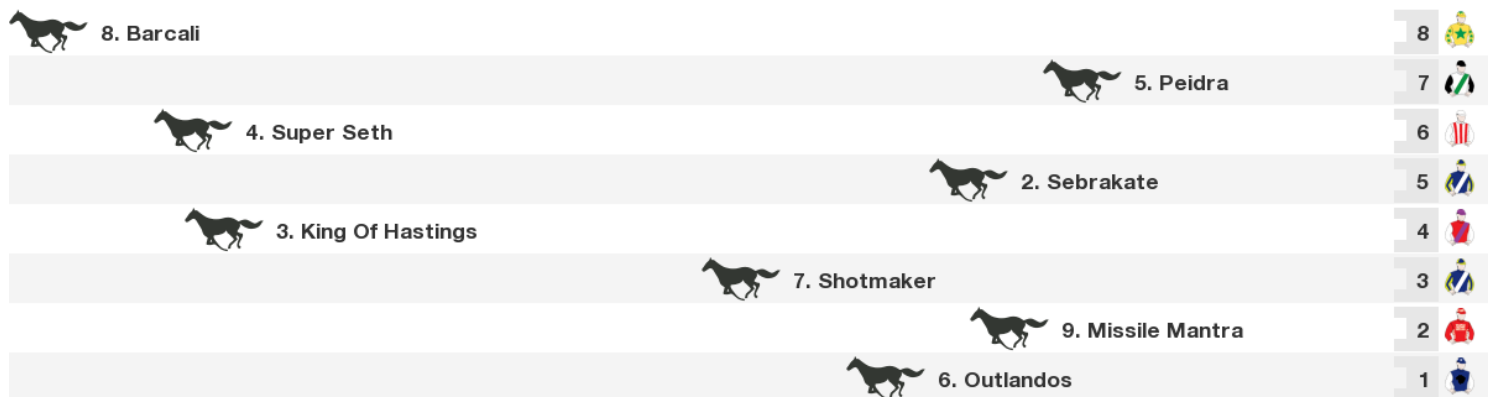 8. Barcali 8
5. Peidra 7
4. Super Seth 6
2. Sebrakate 5
3. King Of Hastings 4
7. Shotmaker 3
9. Missile Mantra 2
6. Outlandos 1